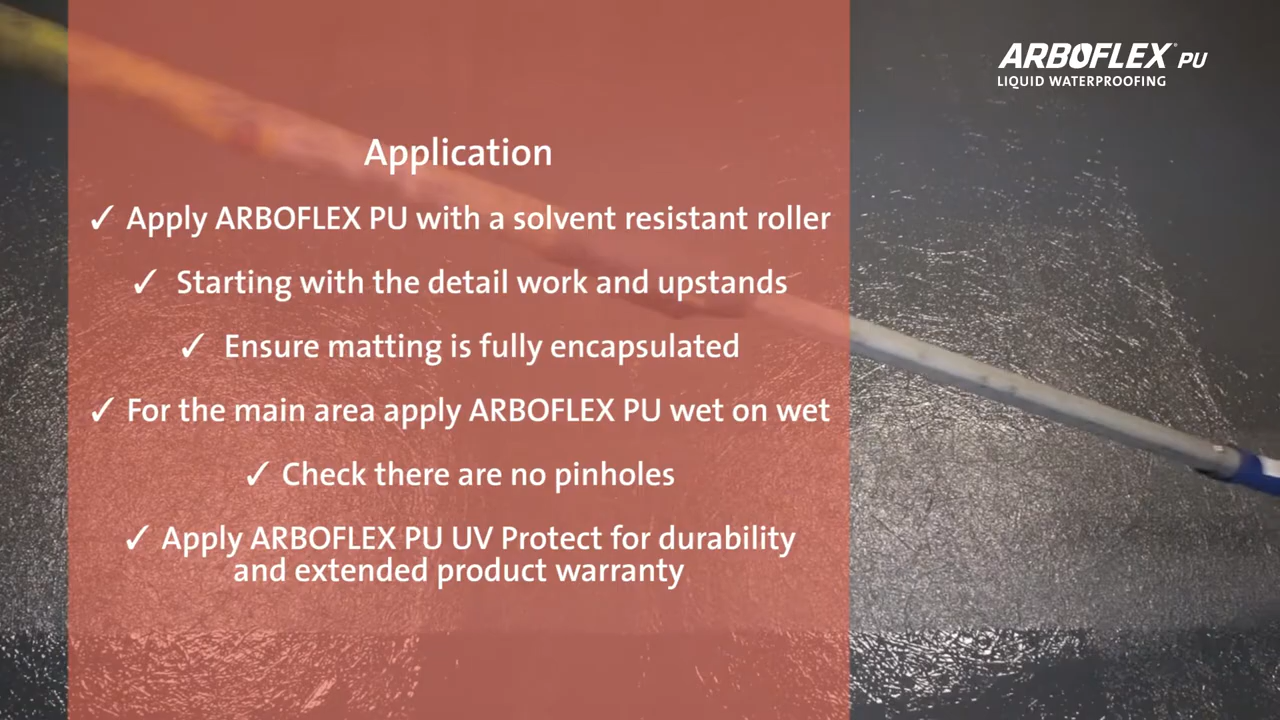 ARBOFLEX® PU
LIQUID WATERPROOFING
Application
✓ Apply ARBOFLEX PU with a solvent resistant roller
✓ Starting with the detail work and upstands
✓ Ensure matting is fully encapsulated
✓ For the main area apply ARBOFLEX PU wet on wet
✓ Check there are no pinholes
✓ Apply ARBOFLEX PU UV Protect for durability
and extended product warranty